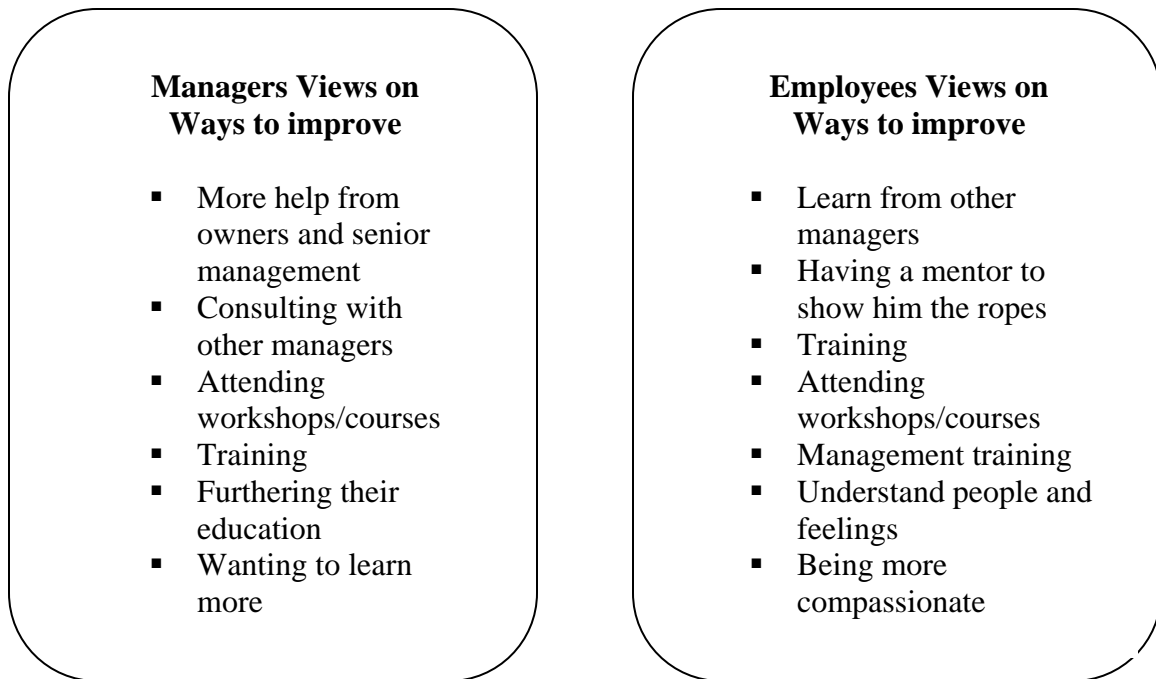 Managers Views on
Ways to improve
▪ More help from
owners and senior
management
▪ Consulting with
other managers
▪ Attending
workshops/courses
▪ Training
▪ Furthering their
education
▪ Wanting to learn
more
Employees Views on
Ways to improve
▪ Learn from other
managers
▪ Having a mentor to
show him the ropes
▪ Training
▪ Attending
workshops/courses
▪ Management training
▪ Understand people and
feelings
▪ Being more
compassionate